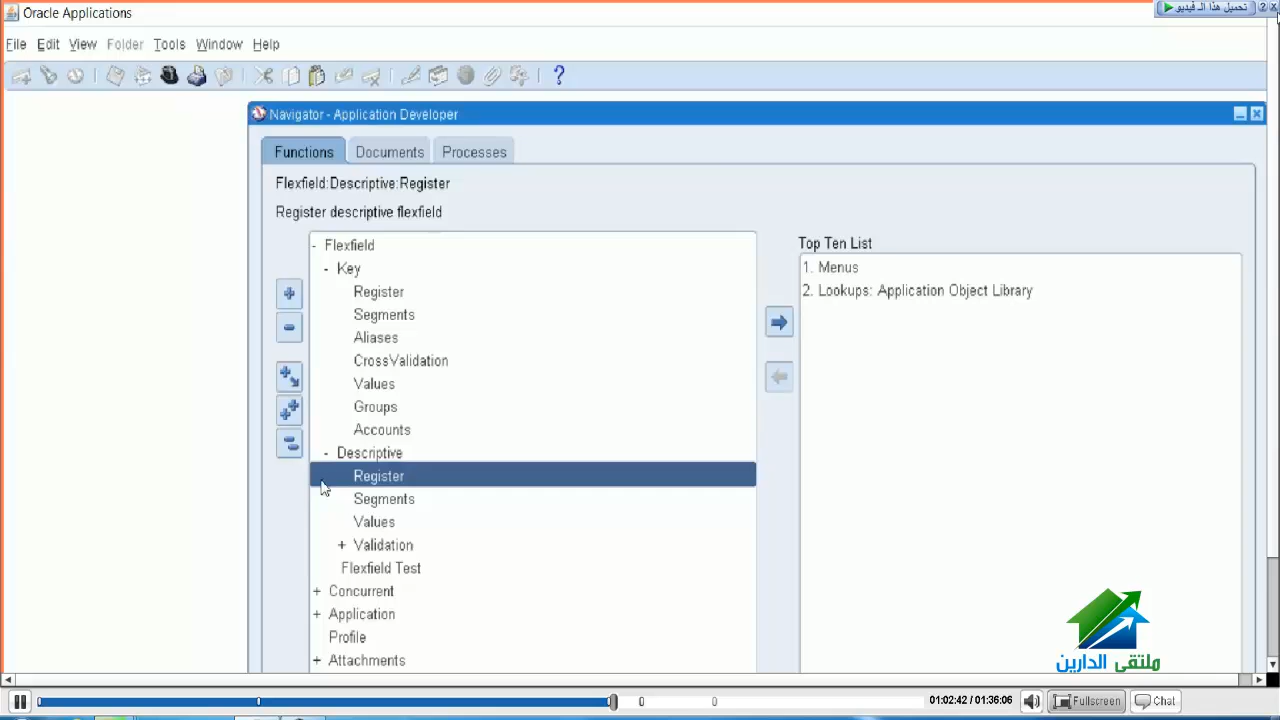 Oracle Applications
تحميل هذا الـ فيديو
File Edit View Folder Tools Window Help
Navigator - Application Developer
Functions Documents Processes
Flexfield:Descriptive:Register
Register descriptive flexfield
- Flexfield
- Key
Register
Segments
Aliases
CrossValidation
Values
Groups
Accounts
- Descriptive
Register
Segments
Values
+ Validation
Flexfield Test
+ Concurrent
+ Application
Profile
+ Attachments
Top Ten List
1. Menus
2. Lookups: Application Object Library
ملتقى الدارين
0 0 01:02:42 / 01:36:06 Fullscreen Chat